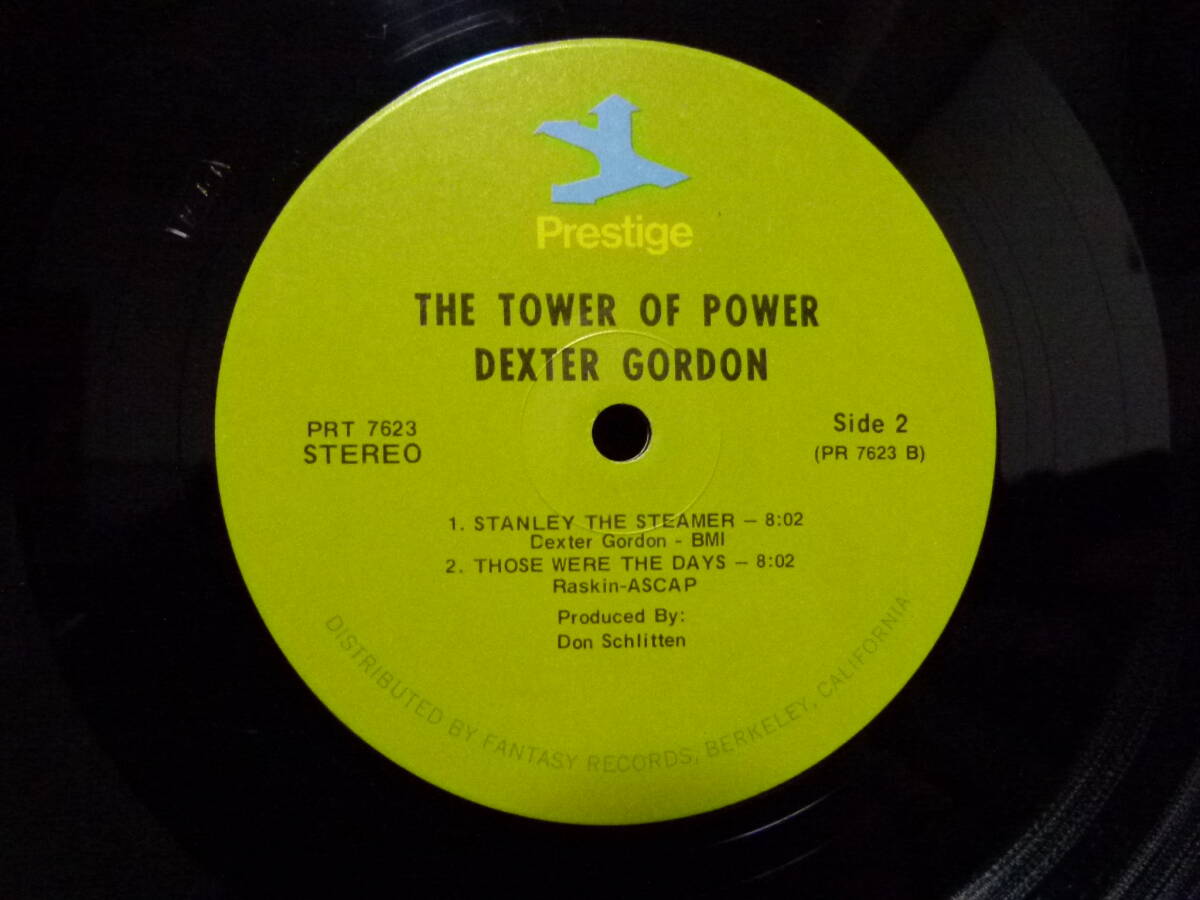 Prestige
THE TOWER OF POWER
DEXTER GORDON
PRT 7623
STEREO
Side 2
(PR 7623 B)
1. STANLEY THE STEAMER — 8:02
Dexter Gordon - BMI
2. THOSE WERE THE DAYS — 8:02
Raskin-ASCAP
Produced By:
Don Schlitten
DISTRIBUTED BY FANTASY RECORDS, BERKELEY, CALIFORNIA